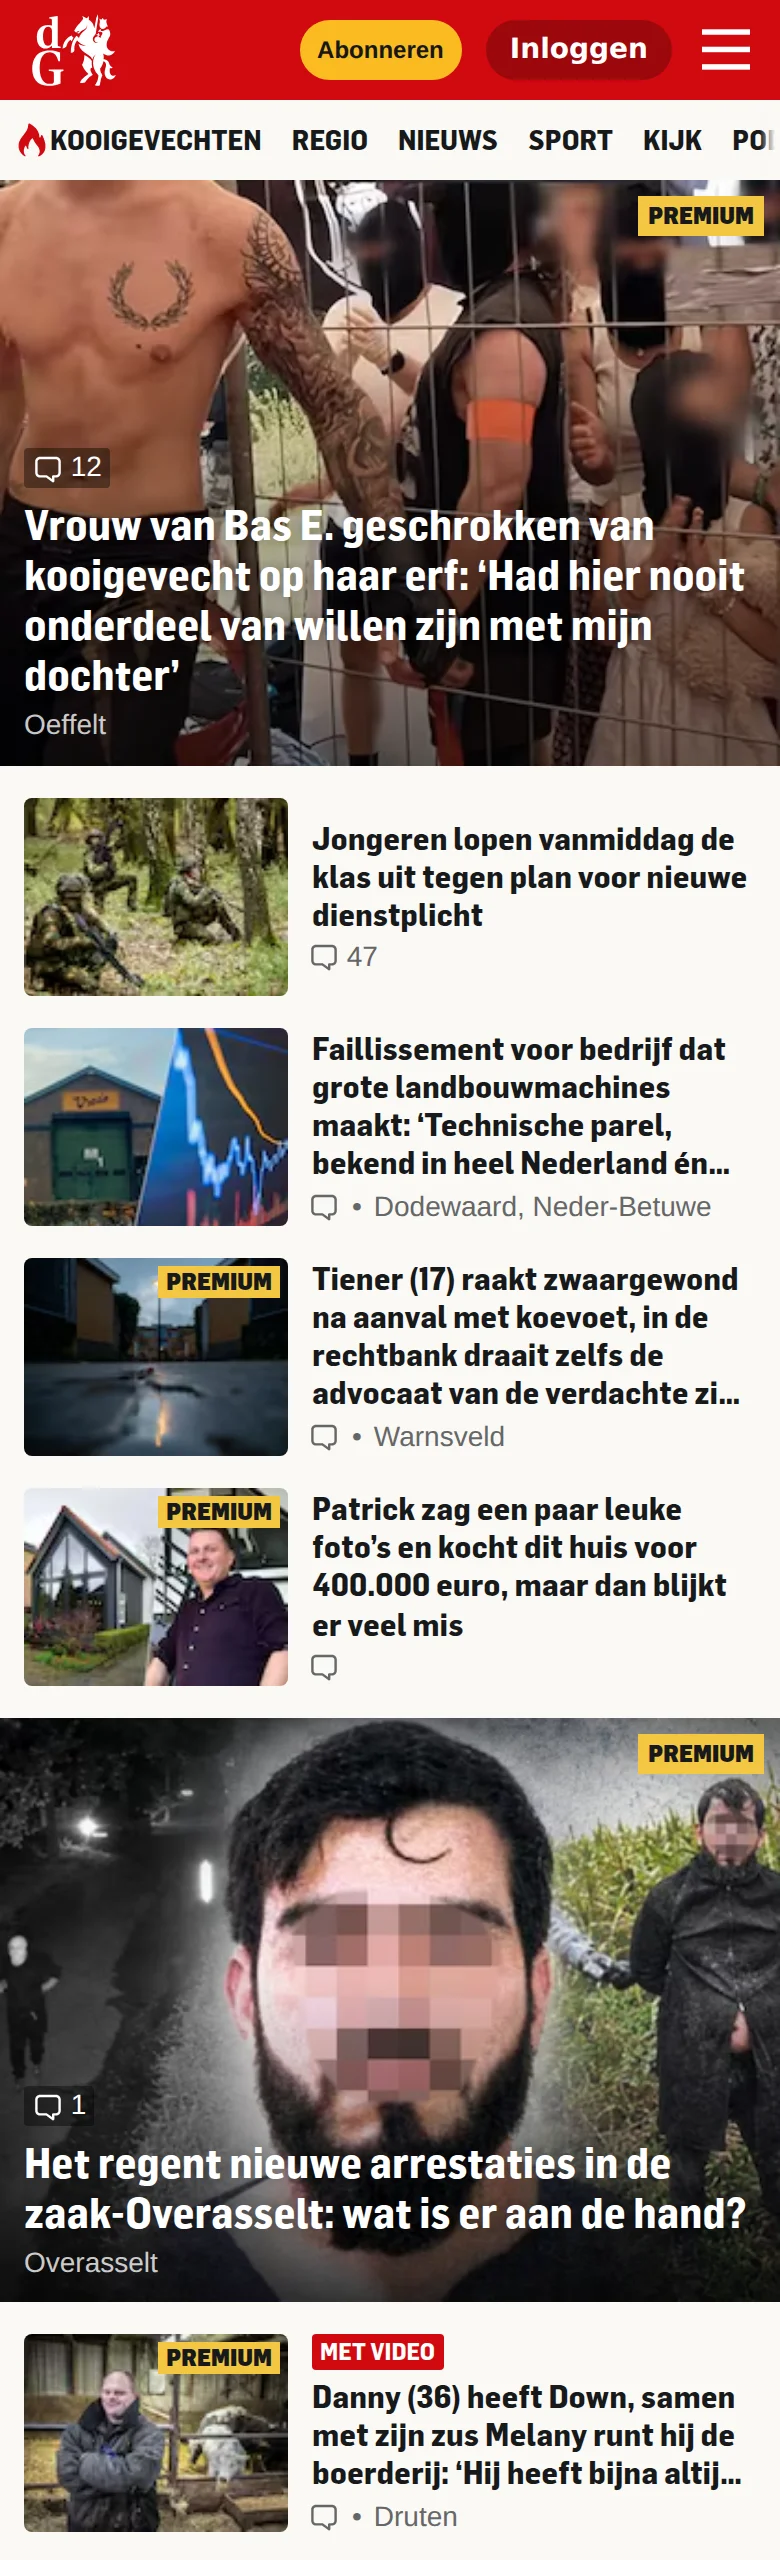 dG
Abonneren
Inloggen
KOOIGEVECHTEN REGIO NIEUWS SPORT KIJK
PREMIUM
12
Vrouw van Bas E. geschrokken van
kooigevecht op haar erf: ‘Had hier nooit
onderdeel van willen zijn met mijn
dochter’
Oeffelt
Jongeren lopen vanmiddag de
klas uit tegen plan voor nieuwe
dienstplicht
47
Faillissement voor bedrijf dat
grote landbouwmachines
maakt: ‘Technische parel,
bekend in heel Nederland én...
• Dodewaard, Neder-Betuwe
PREMIUM
Tiener (17) raakt zwaargewond
na aanval met koevoet, in de
rechtbank draait zelfs de
advocaat van de verdachte zi...
• Warnsveld
PREMIUM
Patrick zag een paar leuke
foto’s en kocht dit huis voor
400.000 euro, maar dan blijkt
er veel mis
PREMIUM
1
Het regent nieuwe arrestaties in de
zaak-Overasselt: wat is er aan de hand?
Overasselt
PREMIUM
MET VIDEO
Danny (36) heeft Down, samen
met zijn zus Melany runt hij de
boerderij: ‘Hij heeft bijna altij...
• Druten